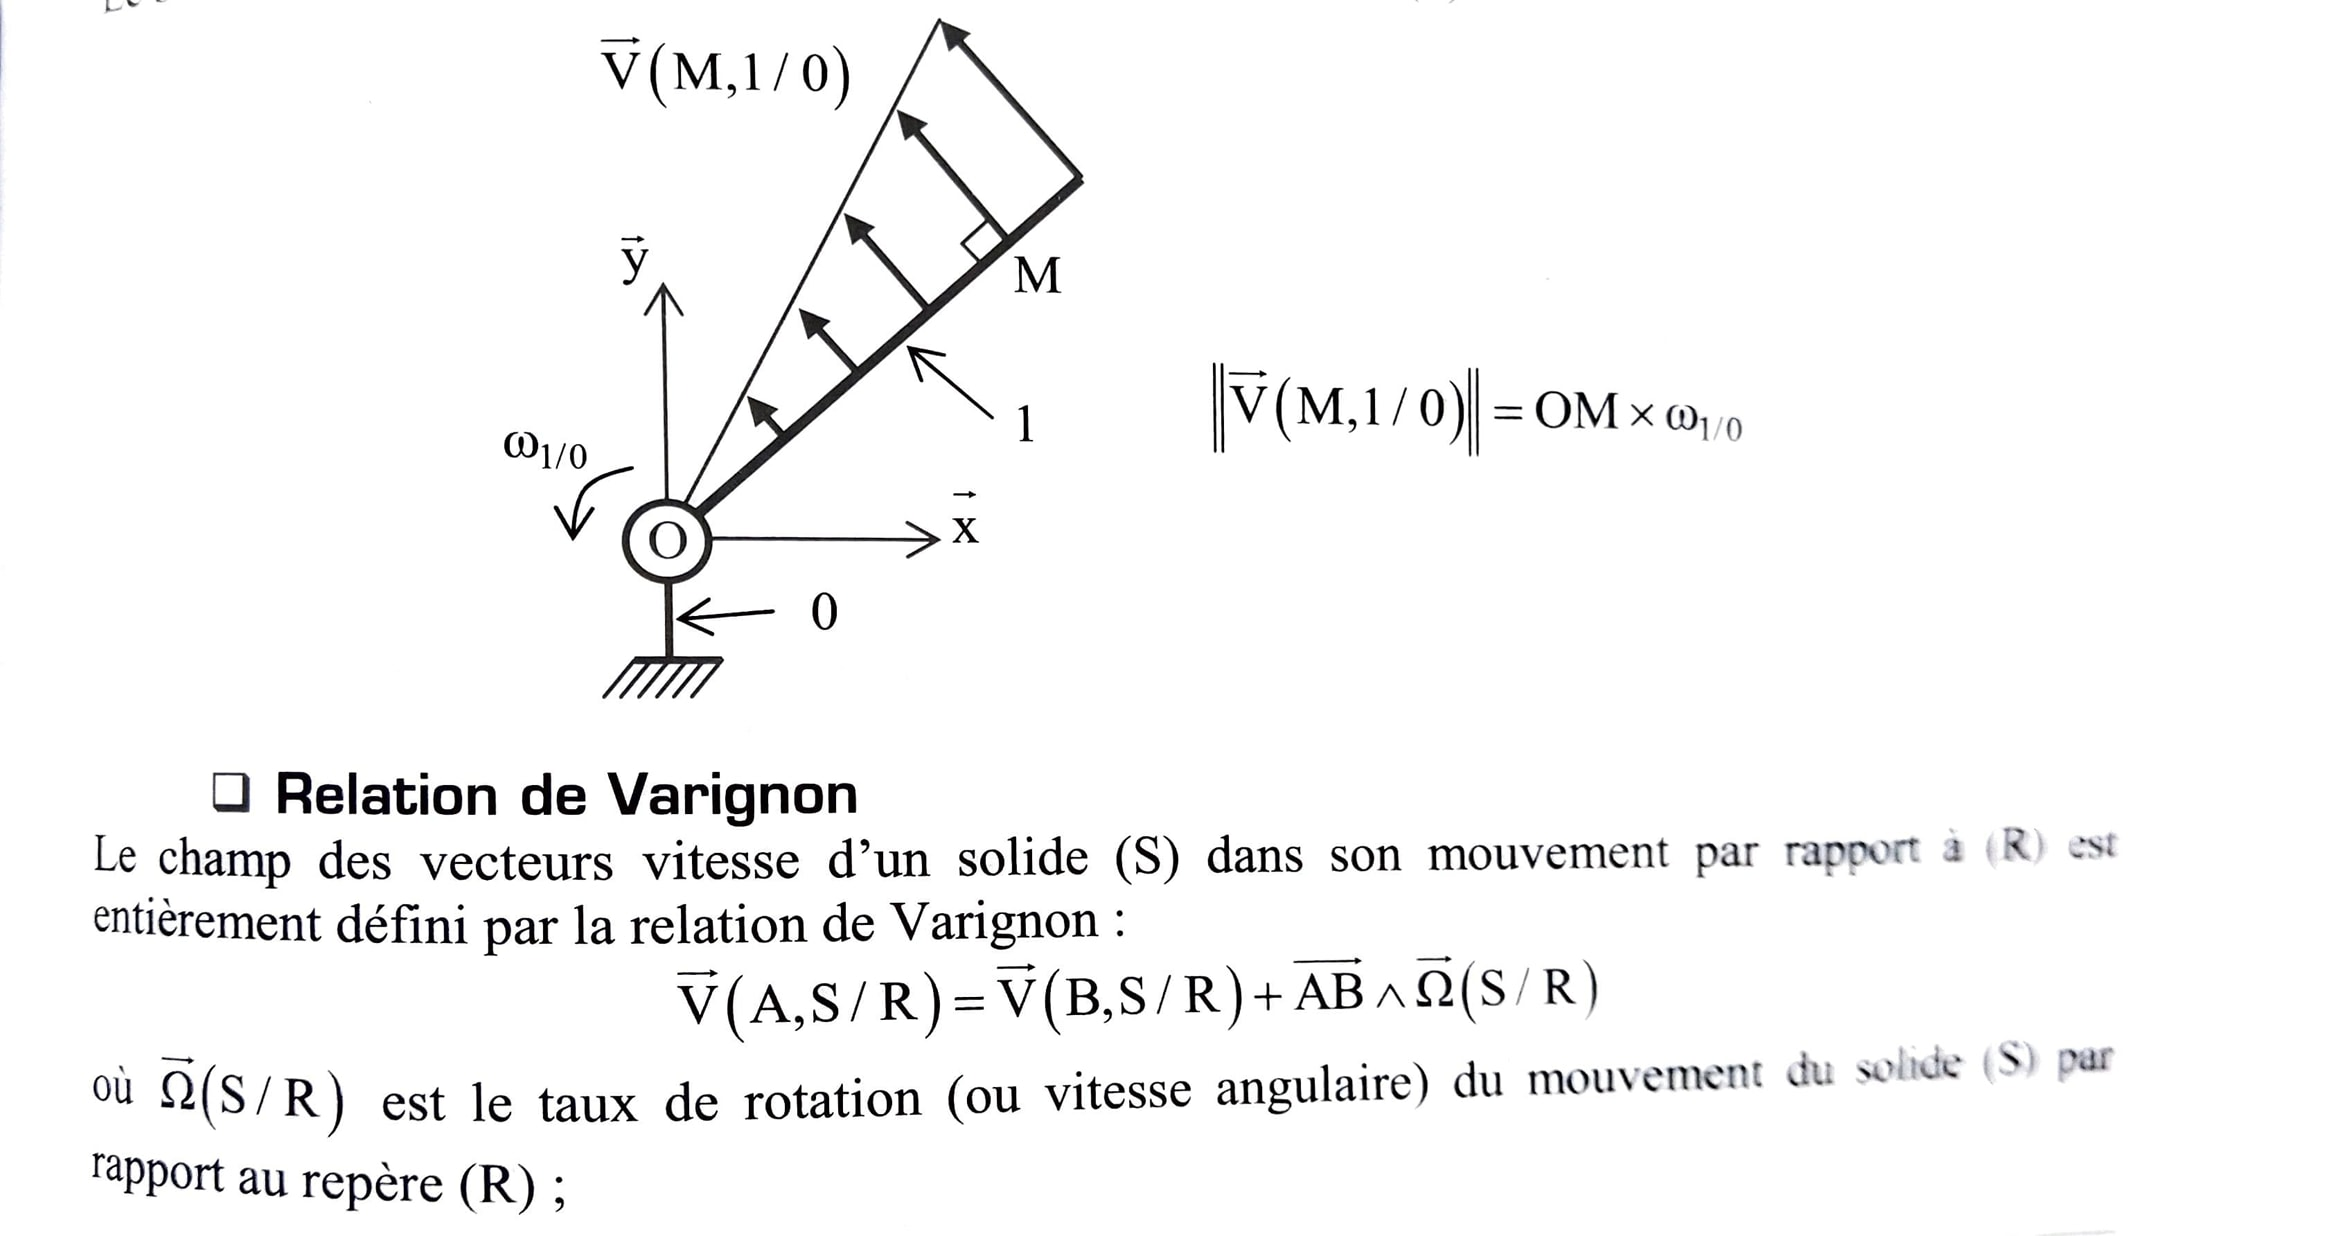 V⃗(M,1/0)
y⃗
M
1
‖V⃗(M,1/0)‖ = OM × ω₁/₀
ω₁/₀
x⃗
O
0
❑ Relation de Varignon
Le champ des vecteurs vitesse d’un solide (S) dans son mouvement par rapport à (R) est
entièrement défini par la relation de Varignon :
V⃗(A,S/R) = V⃗(B,S/R) + AB⃗ ∧ Ω⃗(S/R)
où Ω⃗(S/R) est le taux de rotation (ou vitesse angulaire) du mouvement du solide (S) par
rapport au repère (R) ;